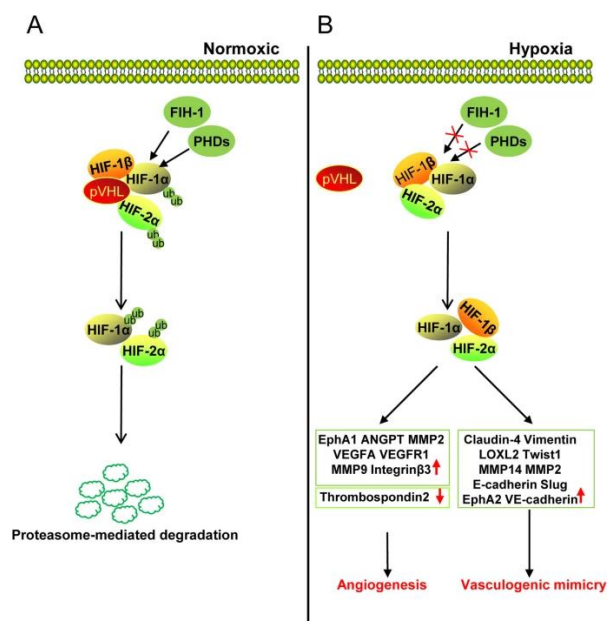 A
Normoxic
FIH-1
PHDs
HIF-1β
HIF-1α
pVHL
ub
ub
HIF-2α
ub
ub
HIF-1α
ub
ub
ub
ub
HIF-2α
Proteasome-mediated degradation
B
Hypoxia
FIH-1
PHDs
pVHL
HIF-1β
HIF-1α
HIF-2α
HIF-1α
HIF-1β
HIF-2α
EphA1 ANGPT MMP2
VEGFA VEGFR1
MMP9 Integrinβ3
Thrombospondin2
Claudin-4 Vimentin
LOXL2 Twist1
MMP14 MMP2
E-cadherin Slug
EphA2 VE-cadherin
Angiogenesis
Vasculogenic mimicry